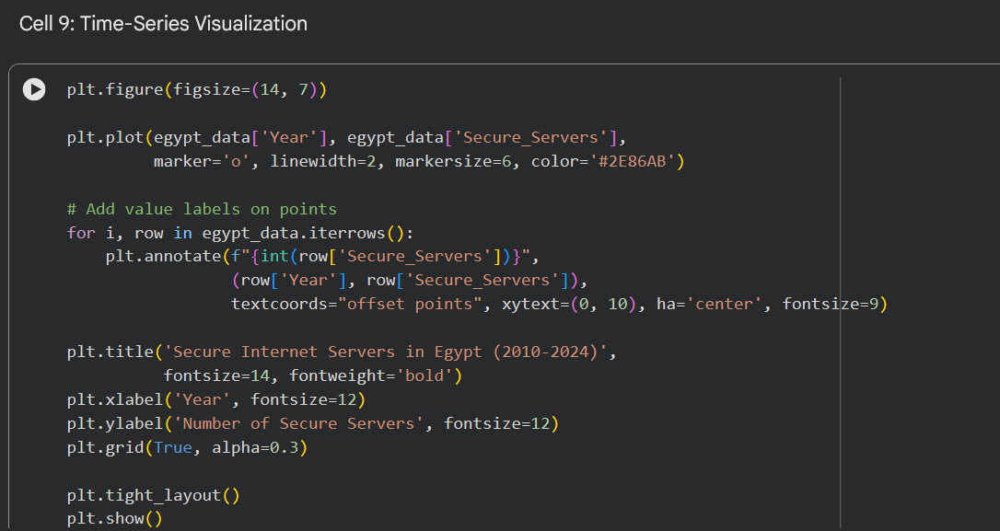 Cell 9: Time-Series Visualization
plt.figure(figsize=(14, 7))
plt.plot(egypt_data['Year'], egypt_data['Secure_Servers'],
         marker='o', linewidth=2, markersize=6, color='#2E86AB')
# Add value labels on points
for i, row in egypt_data.iterrows():
    plt.annotate(f"{int(row['Secure_Servers'])}",
                 (row['Year'], row['Secure_Servers']),
                 textcoords="offset points", xytext=(0, 10), ha='center', fontsize=9)
plt.title('Secure Internet Servers in Egypt (2010-2024)',
          fontsize=14, fontweight='bold')
plt.xlabel('Year', fontsize=12)
plt.ylabel('Number of Secure Servers', fontsize=12)
plt.grid(True, alpha=0.3)
plt.tight_layout()
plt.show()